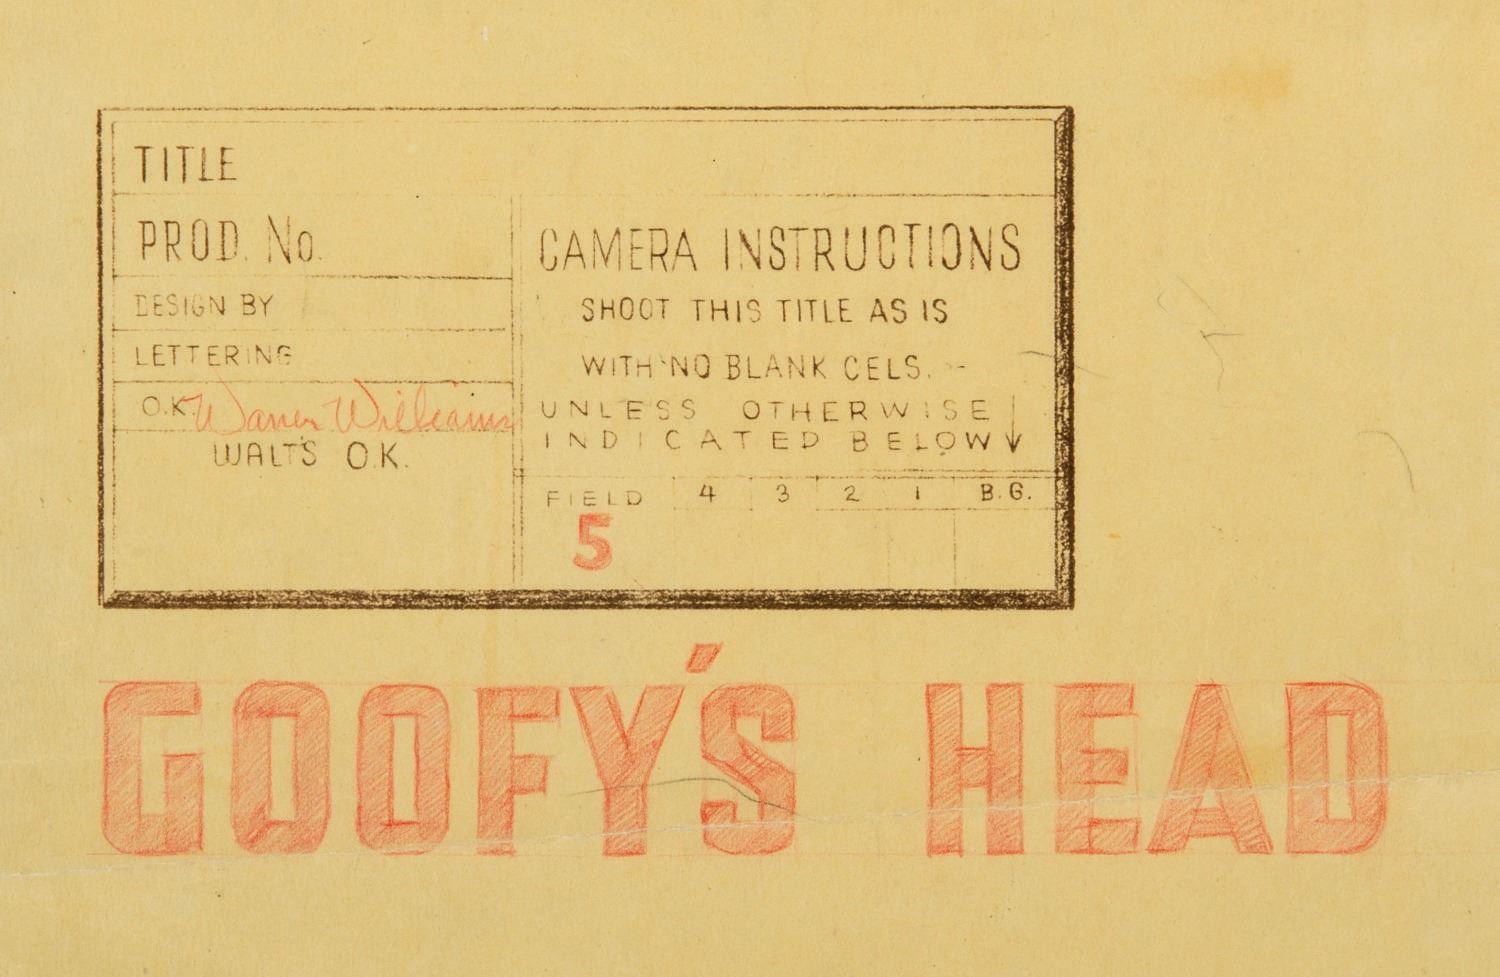 TITLE
PROD. No.
DESIGN BY
LETTERING
O.K. Warren Williams
WALT'S O.K.
CAMERA INSTRUCTIONS
SHOOT THIS TITLE AS IS
WITH NO BLANK CELS.
UNLESS OTHERWISE
INDICATED BELOW
FIELD 4 3 2 1 B.G.
5
GOOFY'S HEAD